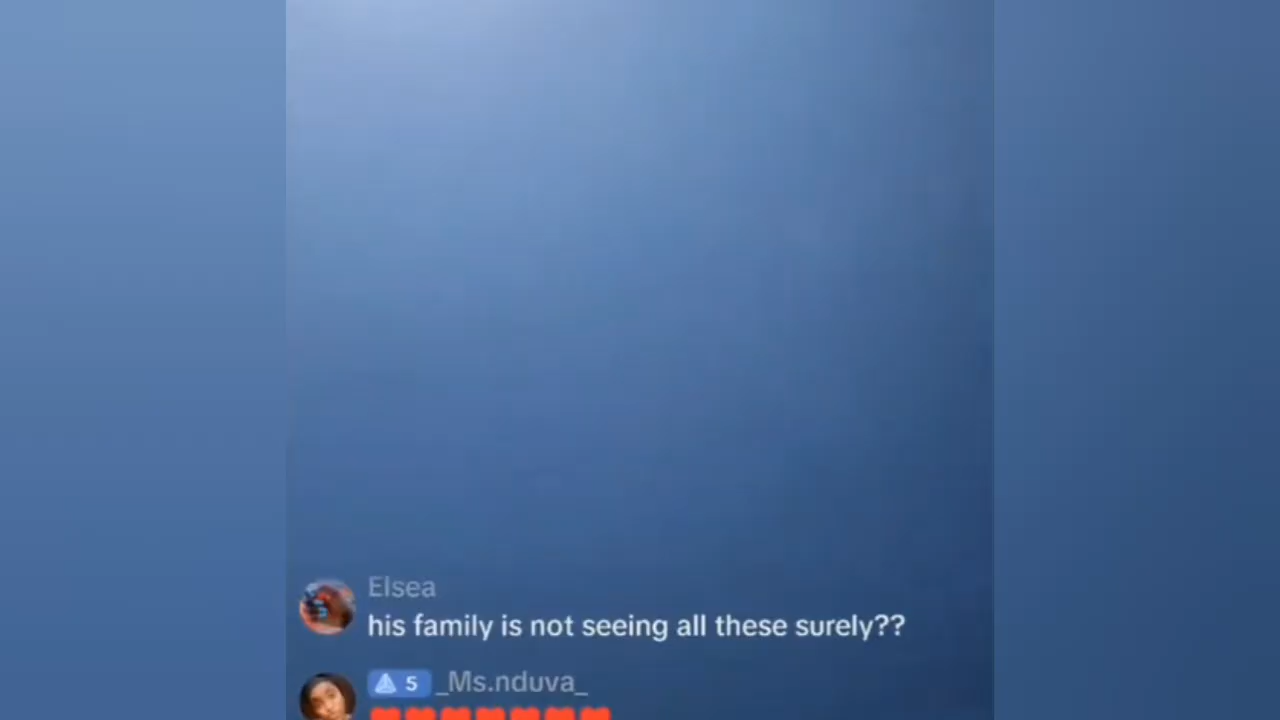 Elsea
his family is not seeing all these surely??
5 _Ms.nduva_